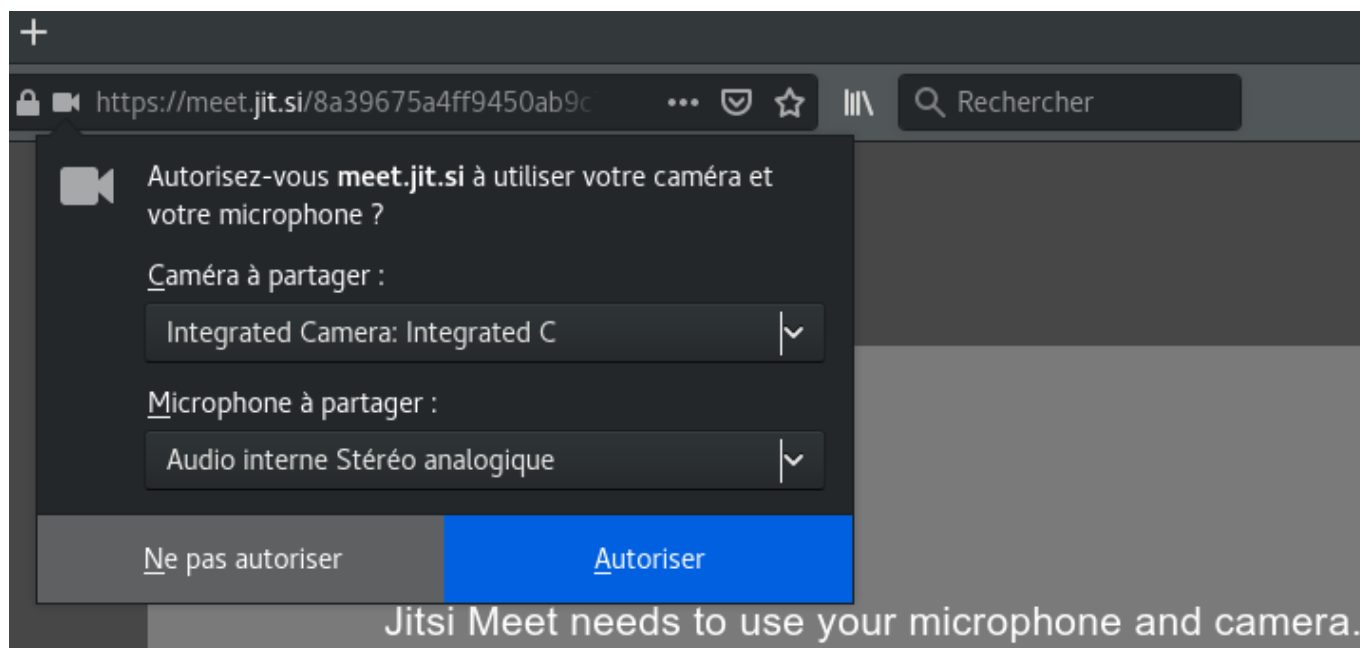 https://meet.jit.si/8a39675a4ff9450ab9c
Rechercher
Autorisez-vous meet.jit.si à utiliser votre caméra et
votre microphone ?
Caméra à partager :
Integrated Camera: Integrated C
Microphone à partager :
Audio interne Stéréo analogique
Ne pas autoriser
Autoriser
Jitsi Meet needs to use your microphone and camera.